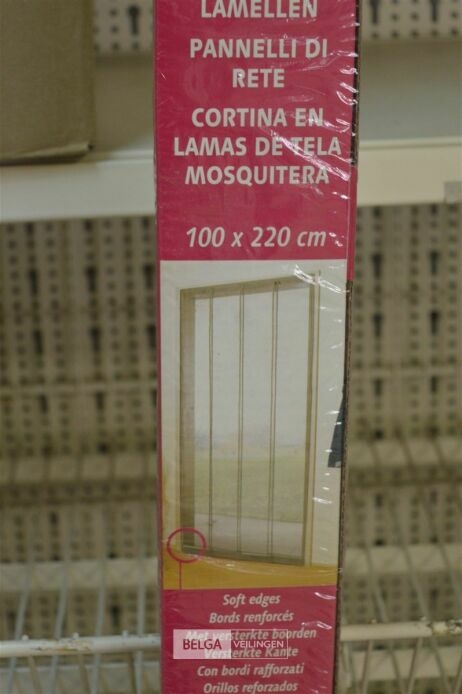 LAMELLEN
PANNELLI DI
RETE
CORTINA EN
LAMAS DE TELA
MOSQUITERA
100 x 220 cm
Soft edges
Bords renforcés
Met versterkte boorden
BELGA VEILINGEN
Versterkte Kante
Con bordi rafforzati
Orillos reforzados